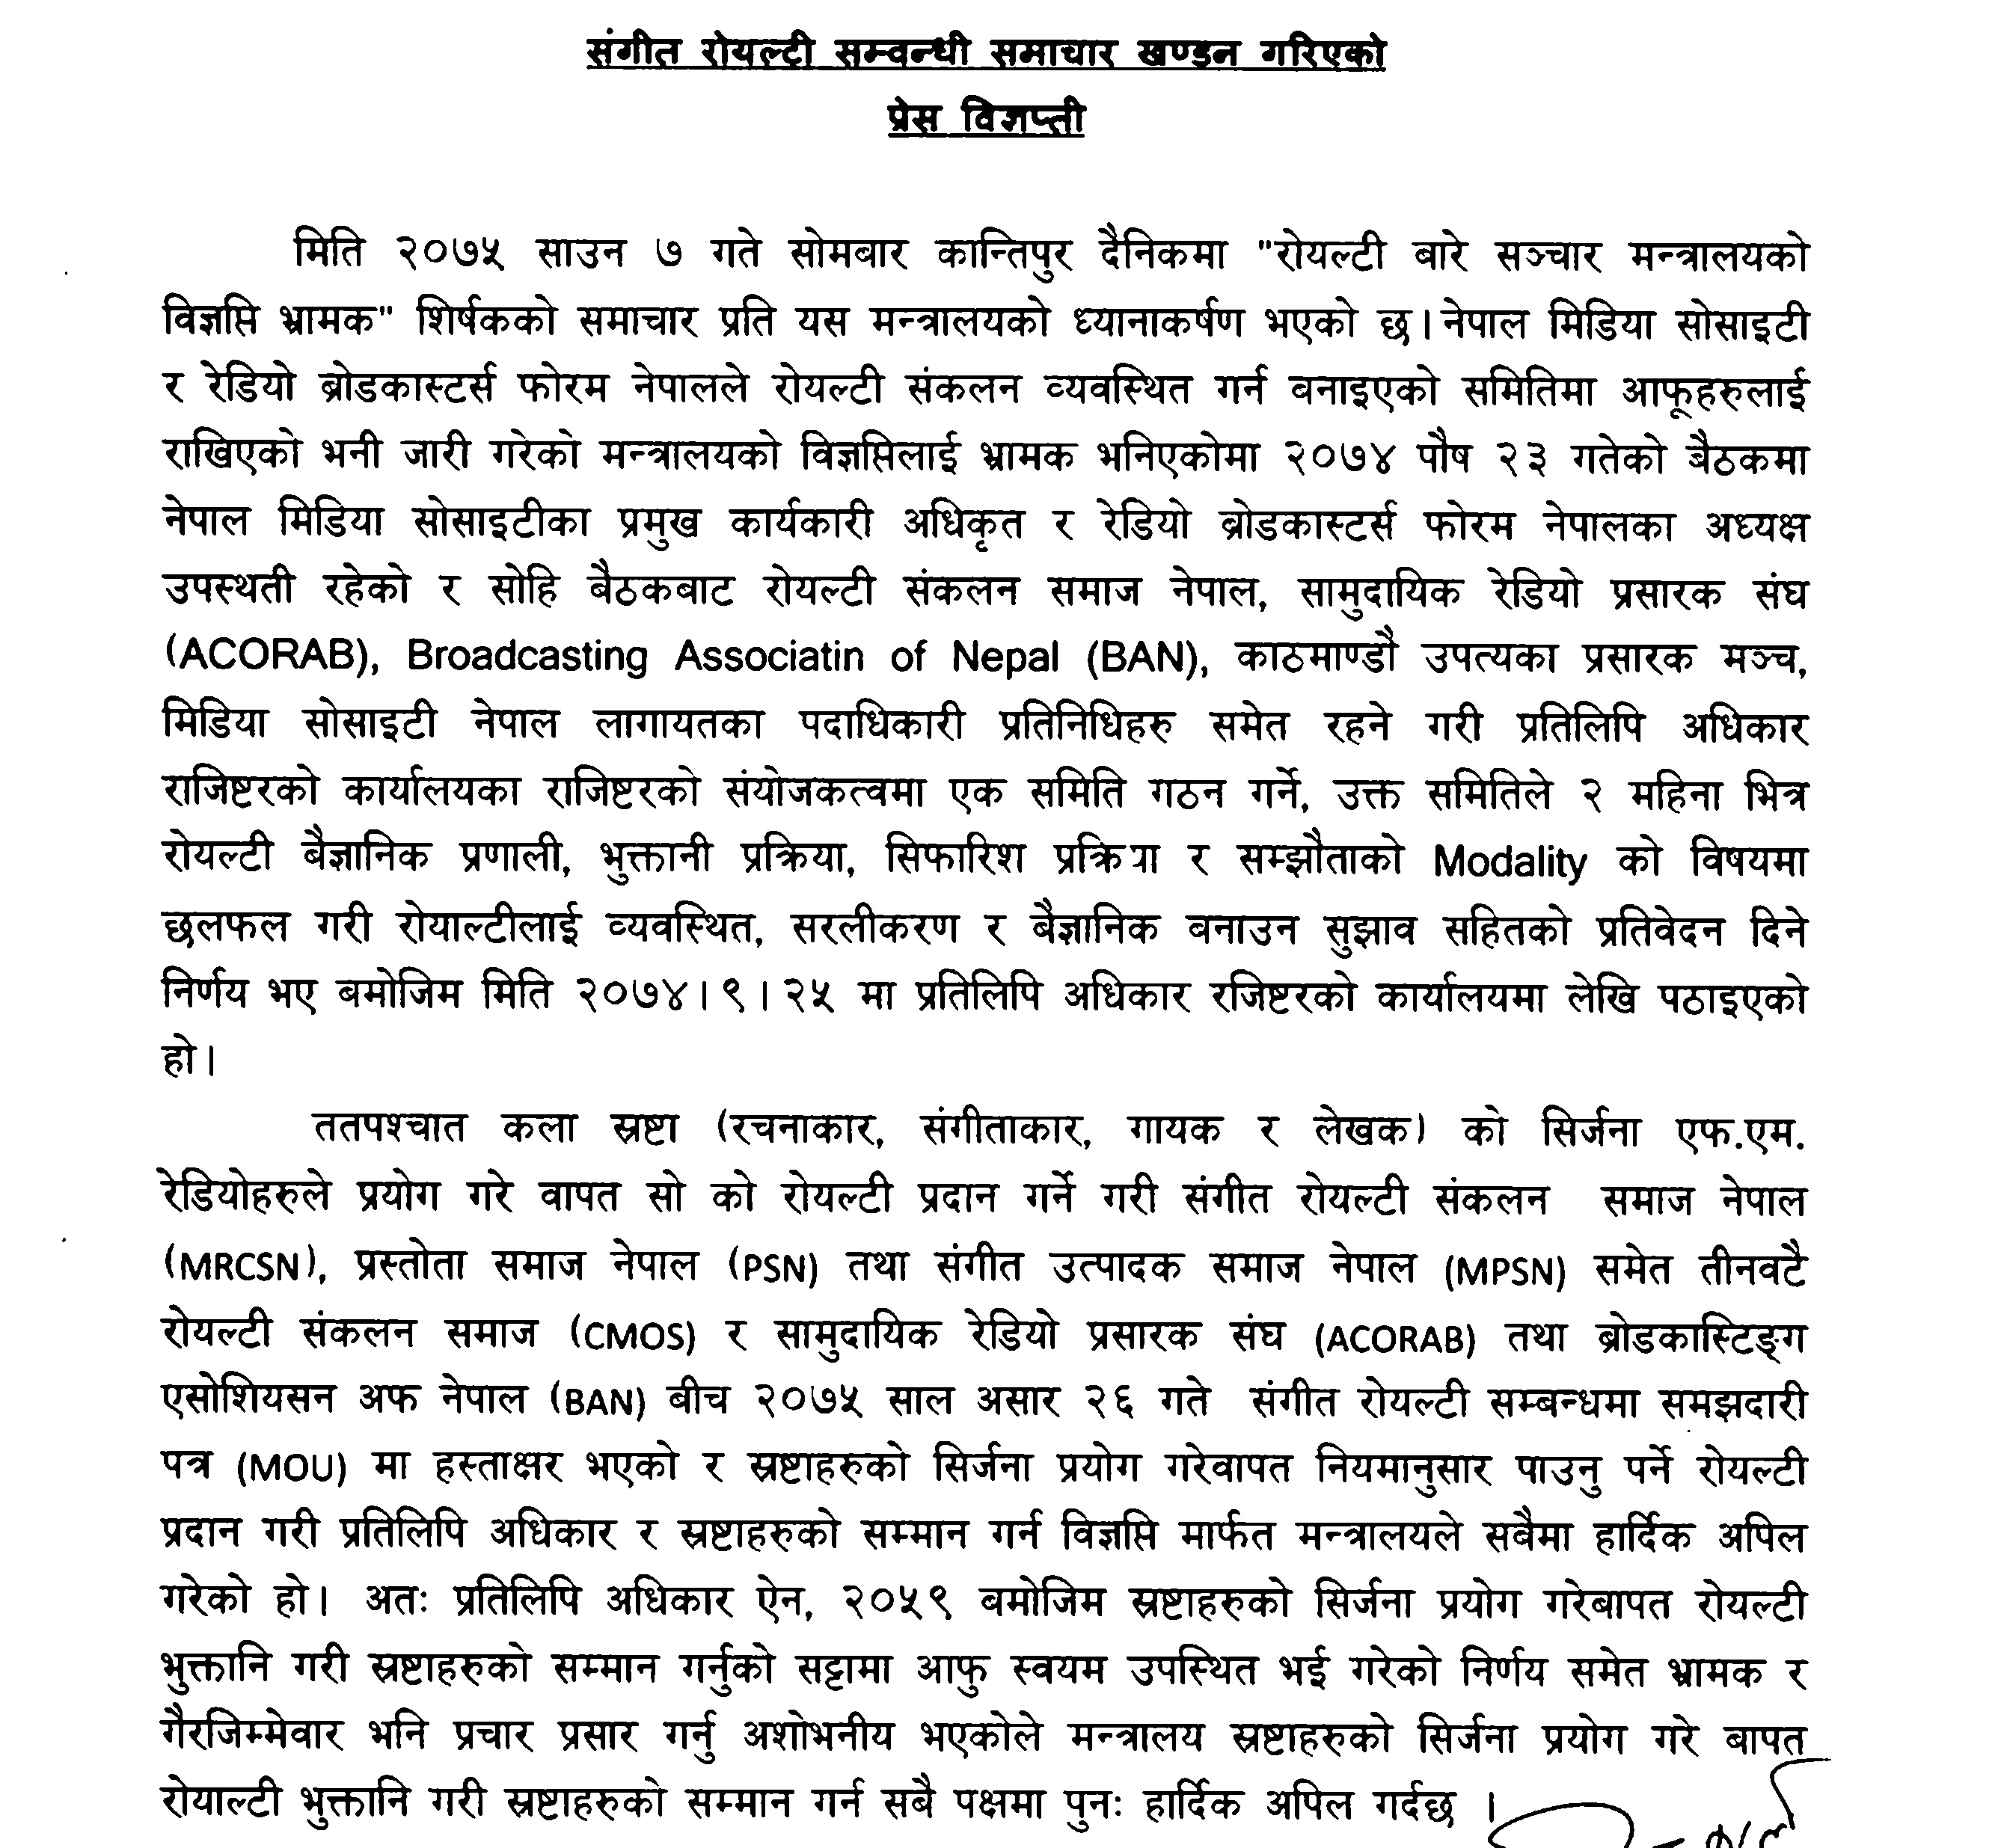 संगीत रोयल्टी सम्वन्धी समाचार खण्डन गरिएको
प्रेस विज्ञप्ती
मिति २०७५ साउन ७ गते सोमबार कान्तिपुर दैनिकमा "रोयल्टी बारे सञ्चार मन्त्रालयको
विज्ञप्ति भ्रामक" शिर्षकको समाचार प्रति यस मन्त्रालयको ध्यानाकर्षण भएको छ। नेपाल मिडिया सोसाइटी
र रेडियो ब्रोडकास्टर्स फोरम नेपालले रोयल्टी संकलन व्यवस्थित गर्न बनाइएको समितिमा आफूहरुलाई
राखिएको भनी जारी गरेको मन्त्रालयको विज्ञप्तिलाई भ्रामक भनिएकोमा २०७४ पौष २३ गतेको बैठकमा
नेपाल मिडिया सोसाइटीका प्रमुख कार्यकारी अधिकृत र रेडियो ब्रोडकास्टर्स फोरम नेपालका अध्यक्ष
उपस्थती रहेको र सोहि बैठकबाट रोयल्टी संकलन समाज नेपाल, सामुदायिक रेडियो प्रसारक संघ
(ACORAB), Broadcasting Associatin of Nepal (BAN), काठमाण्डौ उपत्यका प्रसारक मञ्च,
मिडिया सोसाइटी नेपाल लागायतका पदाधिकारी प्रतिनिधिहरु समेत रहने गरी प्रतिलिपि अधिकार
राजिष्टरको कार्यालयका राजिष्टरको संयोजकत्वमा एक समिति गठन गर्ने, उक्त समितिले २ महिना भित्र
रोयल्टी बैज्ञानिक प्रणाली, भुक्तानी प्रक्रिया, सिफारिश प्रक्रिया र सम्झौताको Modality को विषयमा
छलफल गरी रोयाल्टीलाई व्यवस्थित, सरलीकरण र बैज्ञानिक बनाउन सुझाव सहितको प्रतिवेदन दिने
निर्णय भए बमोजिम मिति २०७४।९।२५ मा प्रतिलिपि अधिकार रजिष्टरको कार्यालयमा लेखि पठाइएको
हो।
ततपश्चात कला स्रष्टा (रचनाकार, संगीताकार, गायक र लेखक) को सिर्जना एफ.एम.
रेडियोहरुले प्रयोग गरे वापत सो को रोयल्टी प्रदान गर्ने गरी संगीत रोयल्टी संकलन समाज नेपाल
(MRCSN), प्रस्तोता समाज नेपाल (PSN) तथा संगीत उत्पादक समाज नेपाल (MPSN) समेत तीनवटै
रोयल्टी संकलन समाज (CMOS) र सामुदायिक रेडियो प्रसारक संघ (ACORAB) तथा ब्रोडकास्टिङ्ग
एसोशियसन अफ नेपाल (BAN) बीच २०७५ साल असार २६ गते संगीत रोयल्टी सम्बन्धमा समझदारी
पत्र (MOU) मा हस्ताक्षर भएको र स्रष्टाहरुको सिर्जना प्रयोग गरेवापत नियमानुसार पाउनु पर्ने रोयल्टी
प्रदान गरी प्रतिलिपि अधिकार र स्रष्टाहरुको सम्मान गर्न विज्ञप्ति मार्फत मन्त्रालयले सबैमा हार्दिक अपिल
गरेको हो। अतः प्रतिलिपि अधिकार ऐन, २०५९ बमोजिम स्रष्टाहरुको सिर्जना प्रयोग गरेबापत रोयल्टी
भुक्तानि गरी स्रष्टाहरुको सम्मान गर्नुको सट्टामा आफु स्वयम उपस्थित भई गरेको निर्णय समेत भ्रामक र
गैरजिम्मेवार भनि प्रचार प्रसार गर्नु अशोभनीय भएकोले मन्त्रालय स्रष्टाहरुको सिर्जना प्रयोग गरे बापत
रोयाल्टी भुक्तानि गरी स्रष्टाहरुको सम्मान गर्न सबै पक्षमा पुनः हार्दिक अपिल गर्दछ ।